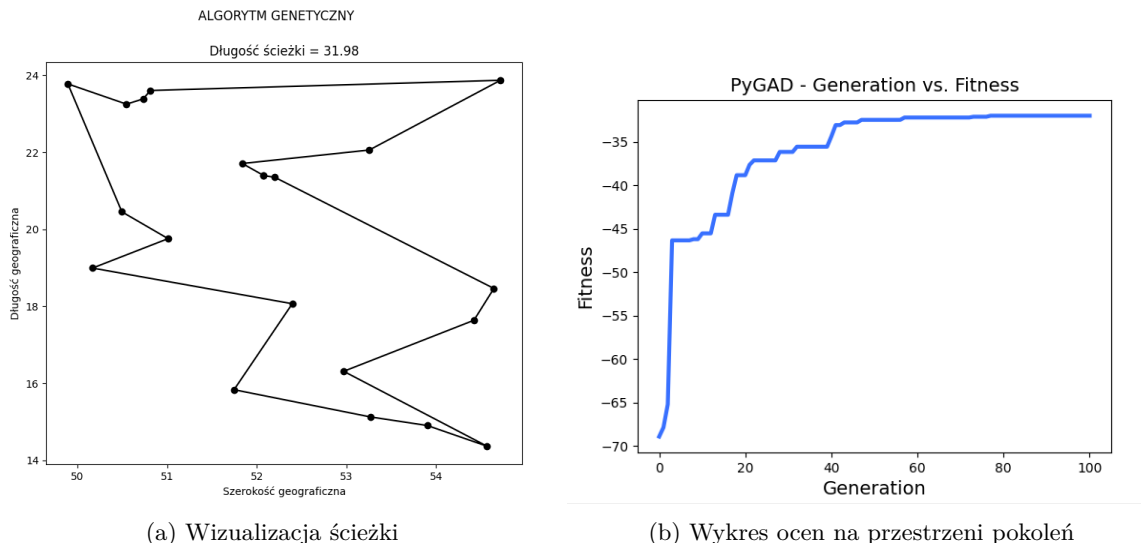 ALGORYTM GENETYCZNY
Długość ścieżki = 31.98
24
22
20
18
16
14
Długość geograficzna
50
51
52
53
54
Szerokość geograficzna
(a) Wizualizacja ścieżki
PyGAD - Generation vs. Fitness
−35
−40
−45
−50
−55
−60
−65
−70
Fitness
0
20
40
60
80
100
Generation
(b) Wykres ocen na przestrzeni pokoleń